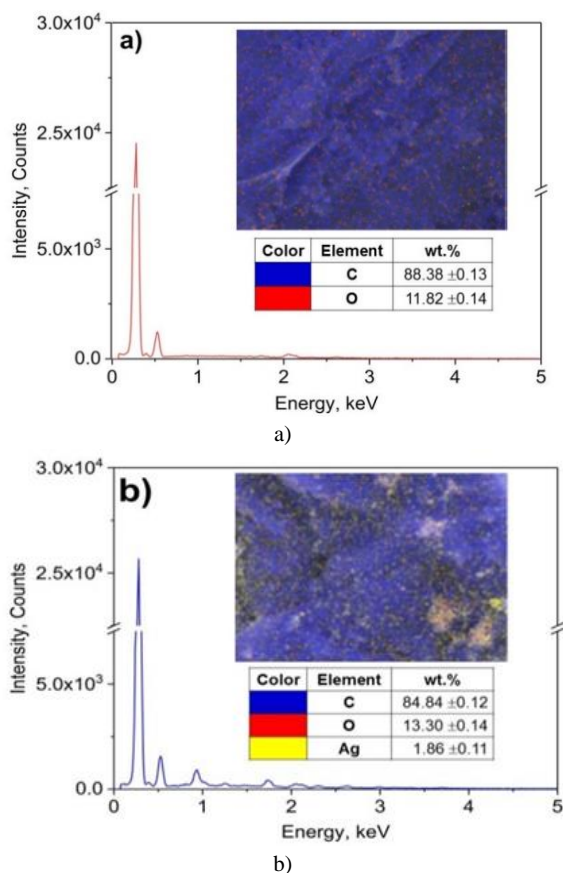 a)
3.0x10⁴
2.5x10⁴
5.0x10³
0.0
Intensity, Counts
Color Element wt.%
C 88.38 ±0.13
O 11.82 ±0.14
0 1 2 3 4 5
Energy, keV
a)
b)
3.0x10⁴
2.5x10⁴
5.0x10³
0.0
Intensity, Counts
Color Element wt.%
C 84.84 ±0.12
O 13.30 ±0.14
Ag 1.86 ±0.11
0 1 2 3 4 5
Energy, keV
b)